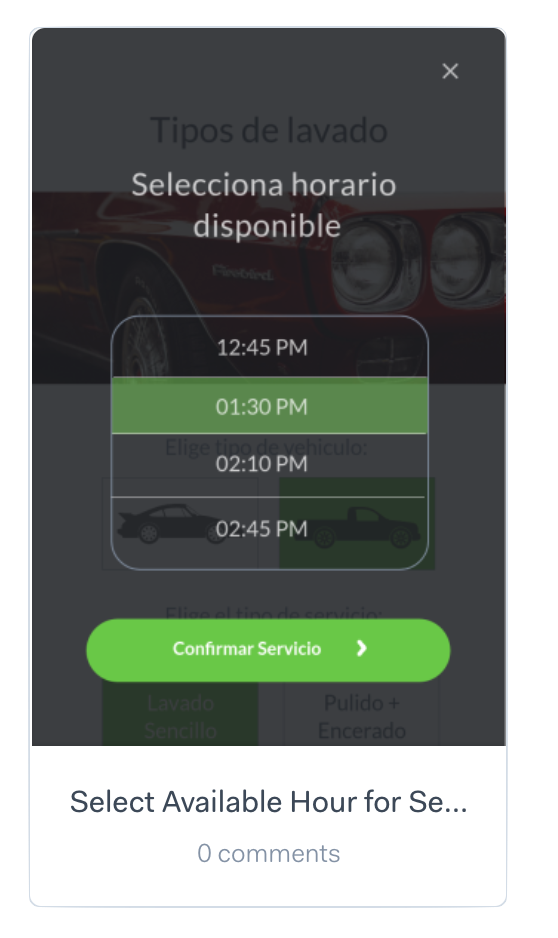 ×
Tipos de lavado
Selecciona horario
disponible
Firebird.
12:45 PM
01:30 PM
Elige tipo de vehículo:
02:10 PM
02:45 PM
Elige el tipo de servicio:
Confirmar Servicio
Lavado
Sencillo
Pulido +
Encerado
Select Available Hour for Se...
0 comments